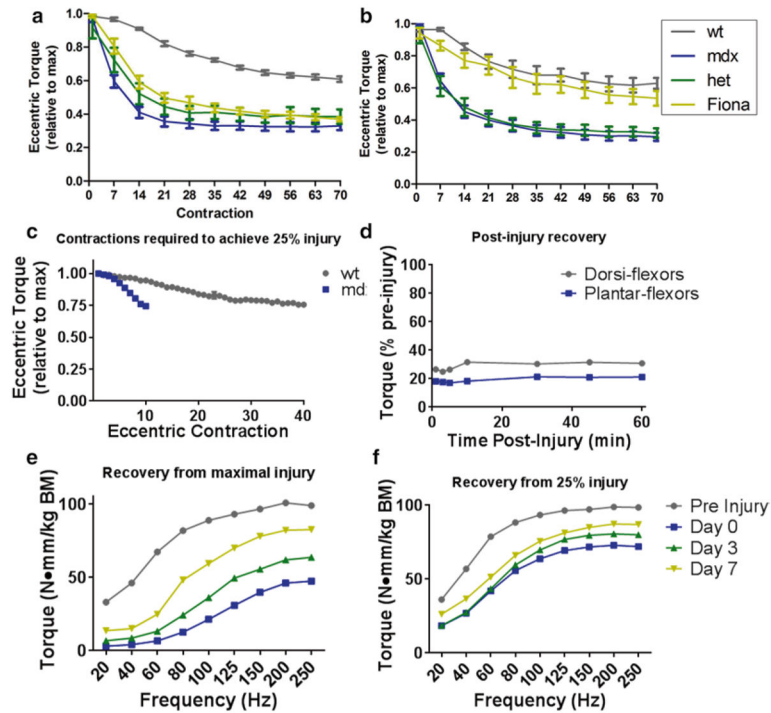 a
b
1.0
0.8
0.6
0.4
0.2
0.0
Eccentric Torque
(relative to max)
0 7 14 21 28 35 42 49 56 63 70
Contraction
1.0
0.8
0.6
0.4
0.2
0.0
Eccentric Torque
(relative to max)
0 7 14 21 28 35 42 49 56 63 70
wt
mdx
het
Fiona
c
Contractions required to achieve 25% injury
1.00
0.75
0.50
0.25
0.00
Eccentric Torque
(relative to max)
wt
md
10 20 30 40
Eccentric Contraction
d
Post-injury recovery
100
80
60
40
20
0
Torque (% pre-injury)
Dorsi-flexors
Plantar-flexors
0 10 20 30 40 50 60
Time Post-Injury (min)
e
Recovery from maximal injury
100
50
0
Torque (N•mm/kg BM)
20 40 60 80 100 125 150 200 250
Frequency (Hz)
f
Recovery from 25% injury
100
50
0
Torque (N•mm/kg BM)
20 40 60 80 100 125 150 200 250
Frequency (Hz)
Pre Injury
Day 0
Day 3
Day 7